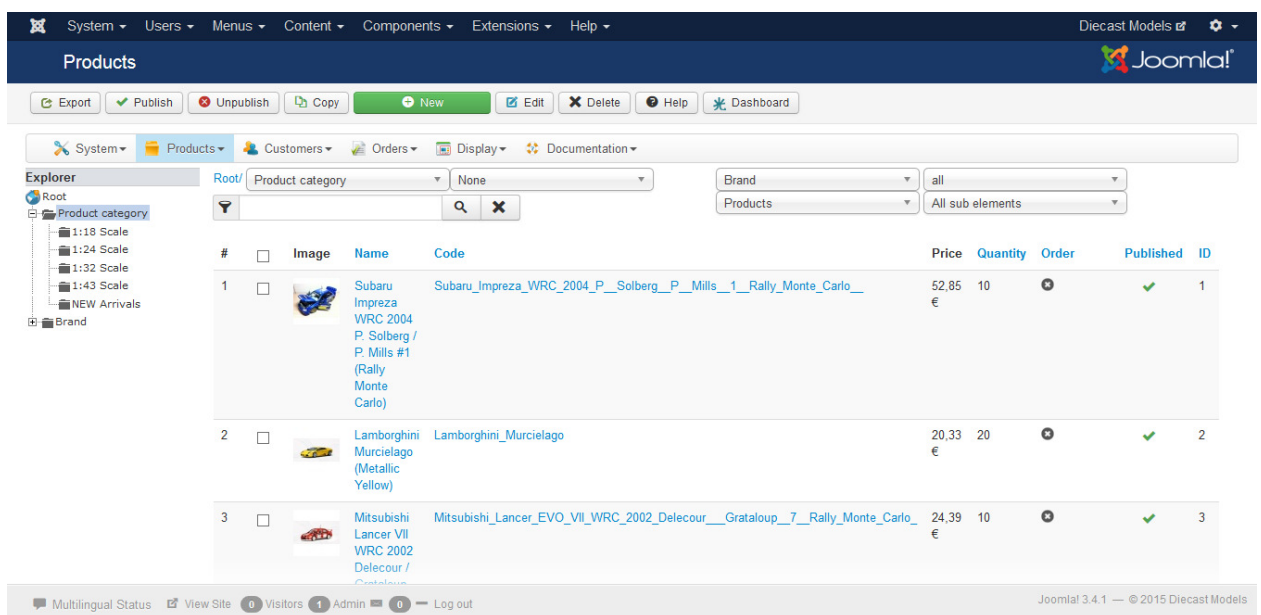 System Users Menus Content Components Extensions Help Diecast Models
Products Joomla!
Export Publish Unpublish Copy New Edit Delete Help Dashboard
System Products Customers Orders Display Documentation
Explorer
Root
Product category
1:18 Scale
1:24 Scale
1:32 Scale
1:43 Scale
NEW Arrivals
Brand
Root/ Product category None Brand all
Products All sub elements
# Image Name Code Price Quantity Order Published ID
1 Subaru Subaru_Impreza_WRC_2004_P__Solberg__P__Mills__1__Rally_Monte_Carlo__ 52,85 10 1
Impreza €
WRC 2004
P. Solberg /
P. Mills #1
(Rally
Monte
Carlo)
2 Lamborghini Lamborghini_Murcielago 20,33 20 2
Murcielago €
(Metallic
Yellow)
3 Mitsubishi Mitsubishi_Lancer_EVO_VII_WRC_2002_Delecour___Grataloup__7__Rally_Monte_Carlo_ 24,39 10 3
Lancer VII €
WRC 2002
Delecour /
Grataloup
Multilingual Status View Site 0 Visitors 1 Admin 0 Log out Joomla! 3.4.1 — © 2015 Diecast Models